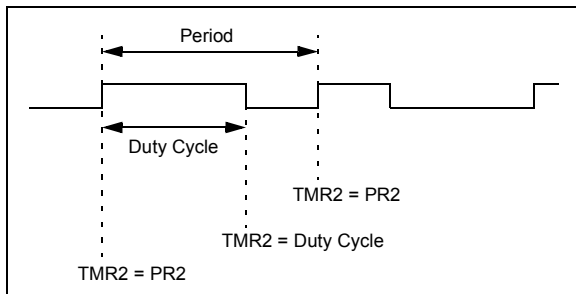 Period
Duty Cycle
TMR2 = PR2
TMR2 = Duty Cycle
TMR2 = PR2